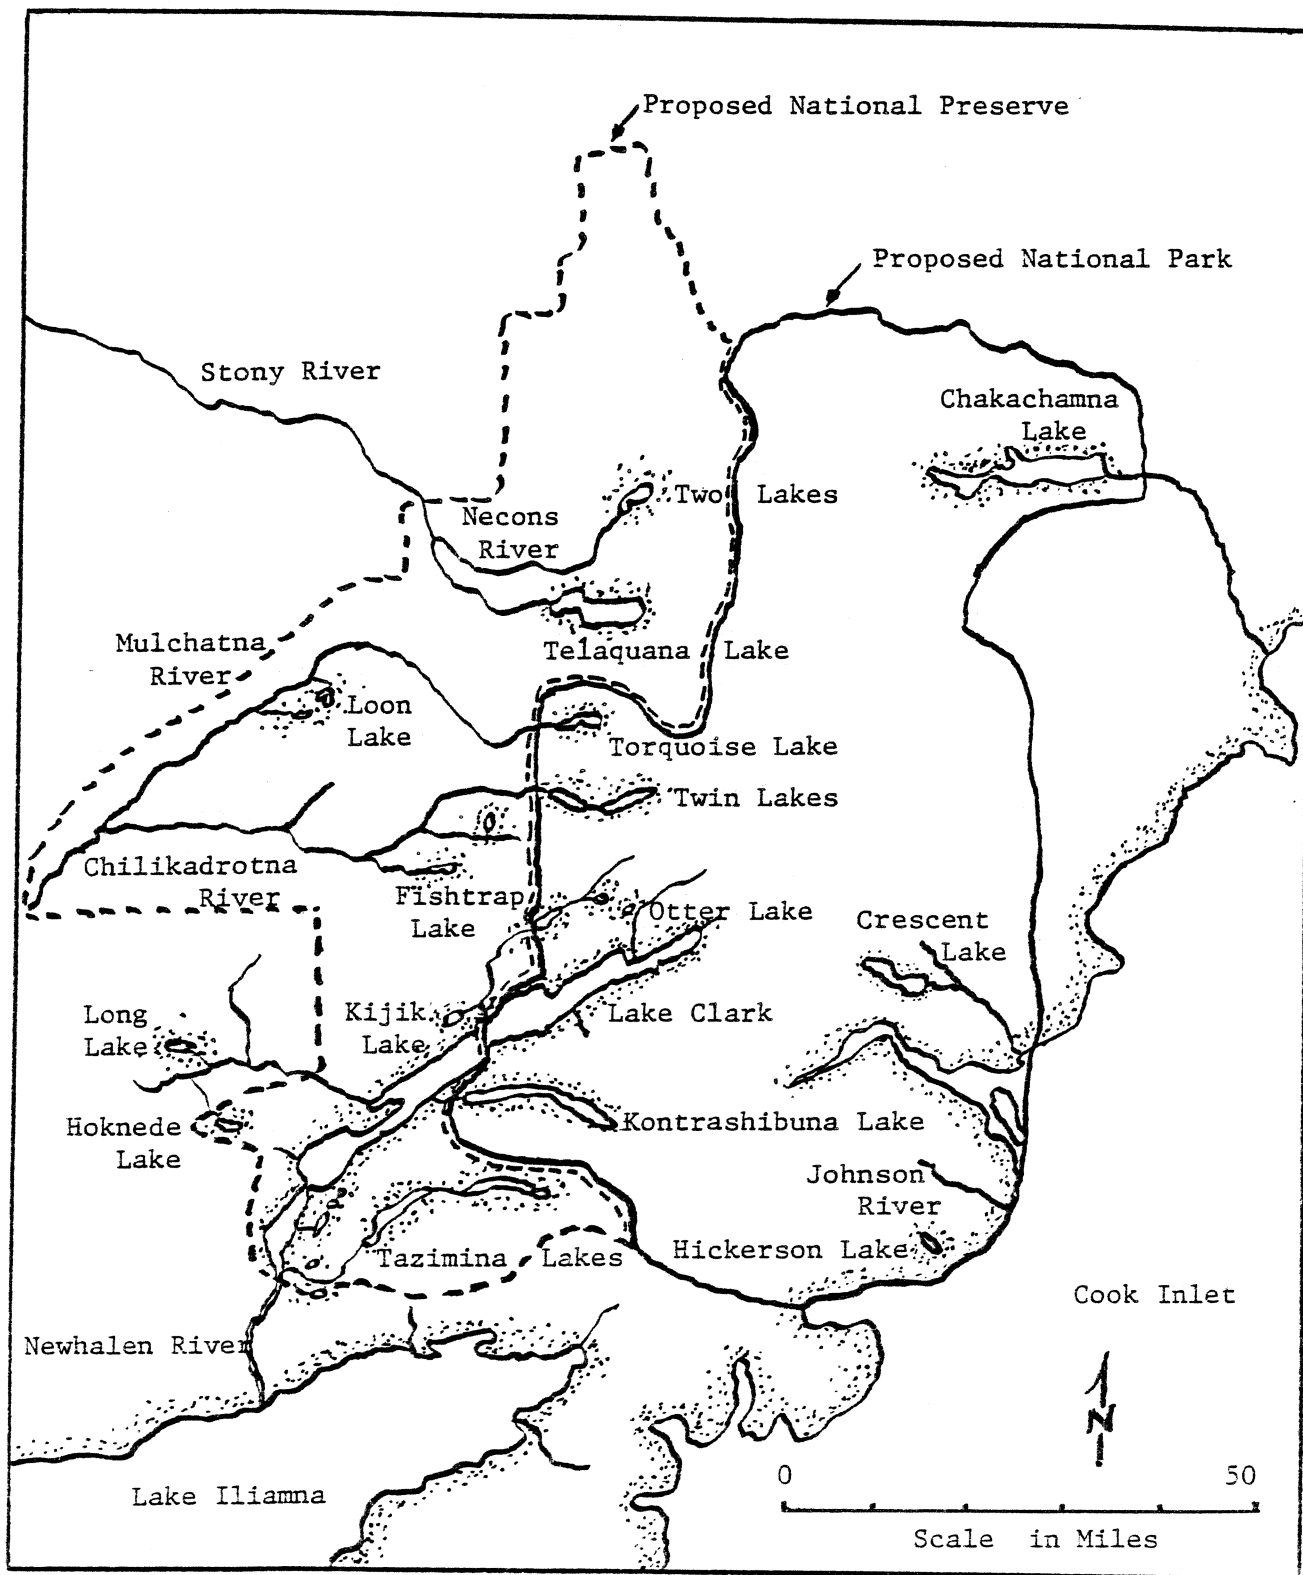 Proposed National Preserve
Proposed National Park
Stony River
Chakachamna
Lake
Two Lakes
Necons
River
Mulchatna
River
Telaquana Lake
Loon
Lake
Torquoise Lake
Twin Lakes
Chilikadrotna
River
Fishtrap
Lake
Otter Lake
Crescent
Lake
Long
Lake
Kijik
Lake
Lake Clark
Hoknede
Lake
Kontrashibuna Lake
Johnson
River
Tazimina Lakes
Hickerson Lake
Cook Inlet
Newhalen River
N
Lake Iliamna
0 50
Scale in Miles